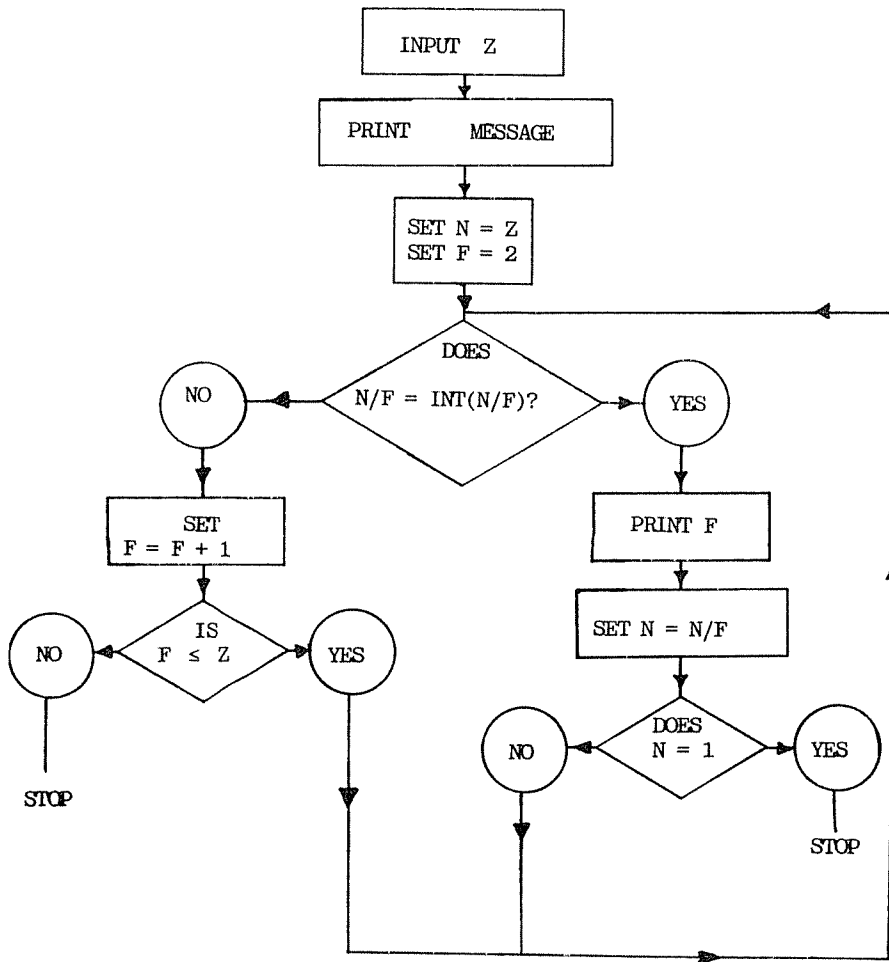 INPUT Z
PRINT MESSAGE
SET N = Z
SET F = 2
DOES
N/F = INT(N/F)?
NO
YES
SET
F = F + 1
PRINT F
IS
F ≤ Z
NO
YES
SET N = N/F
DOES
N = 1
NO
YES
STOP
STOP